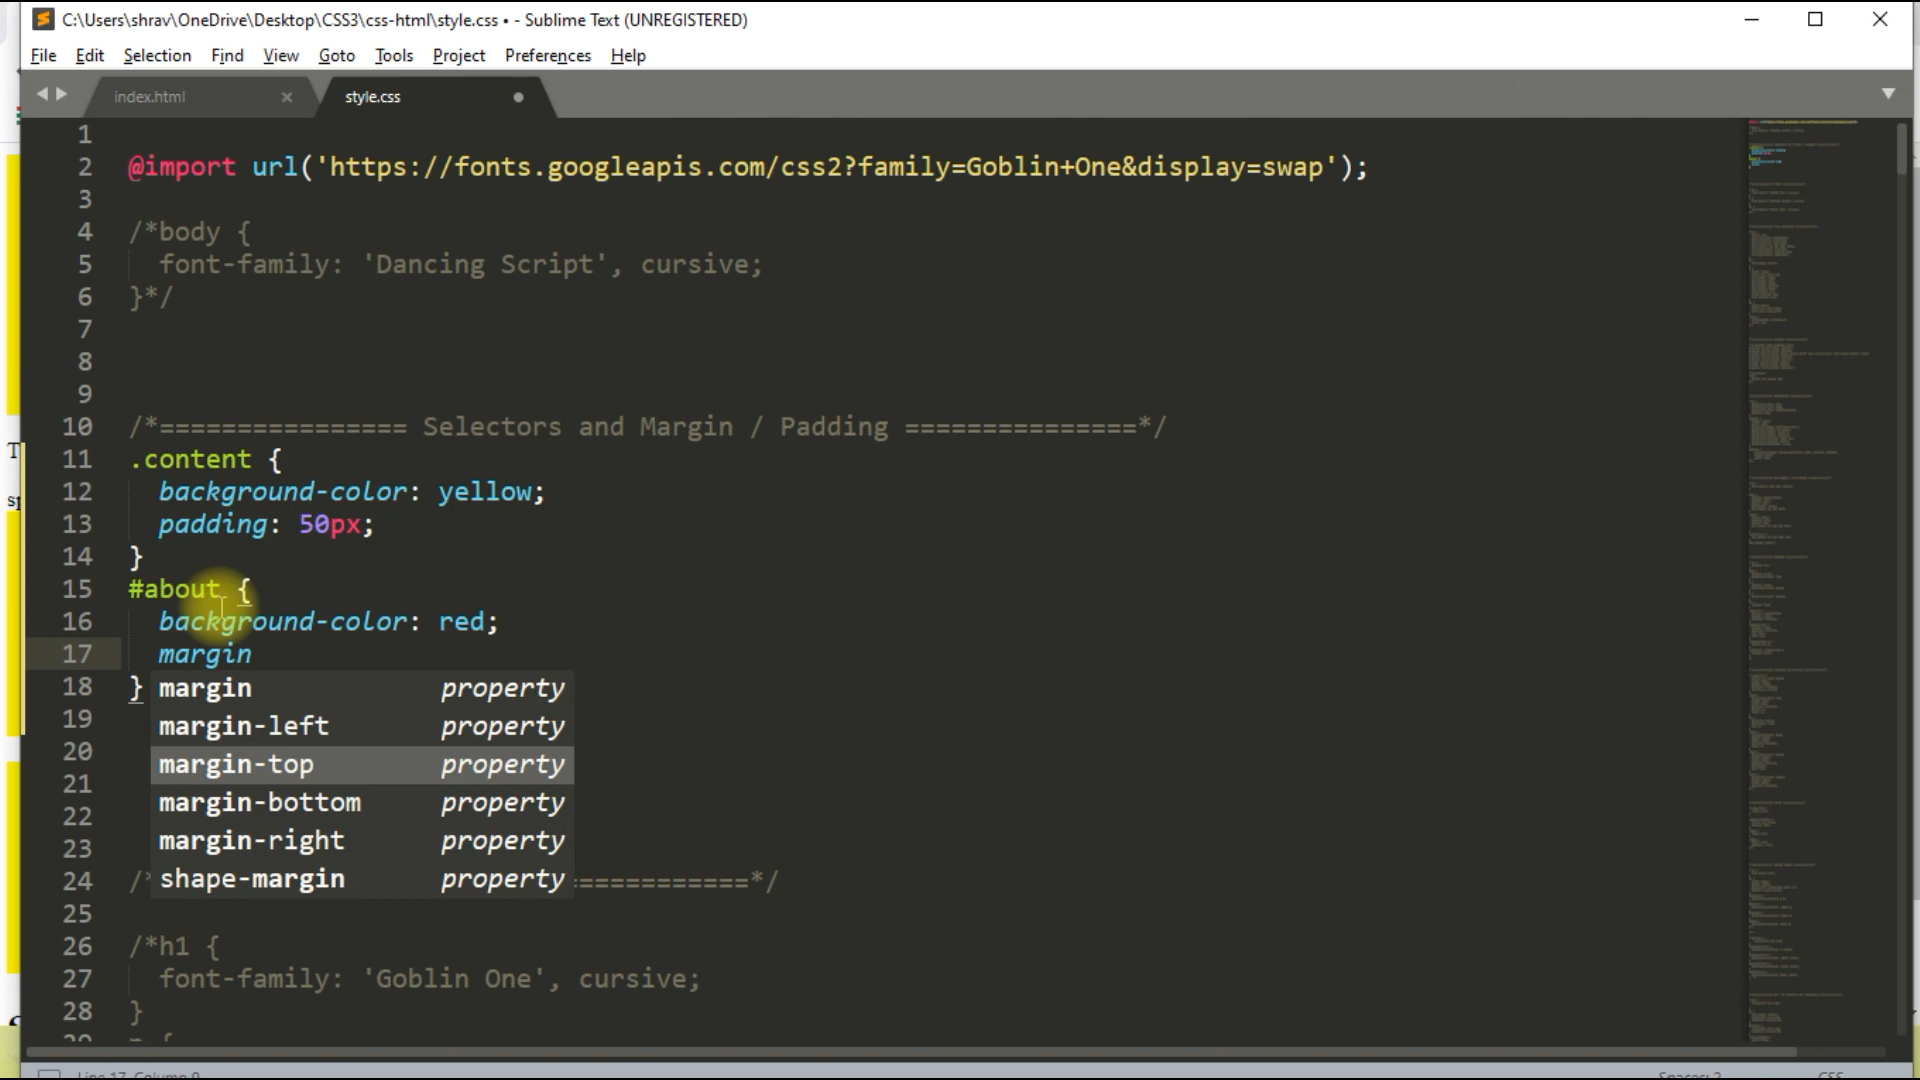 C:\Users\shrav\OneDrive\Desktop\CSS3\css-html\style.css • - Sublime Text (UNREGISTERED)
File Edit Selection Find View Goto Tools Project Preferences Help
index.html style.css
1
2 @import url('https://fonts.googleapis.com/css2?family=Goblin+One&display=swap');
3
4 /*body {
5 font-family: 'Dancing Script', cursive;
6 }*/
7
8
9
10 /*================ Selectors and Margin / Padding ===============*/
11 .content {
12 background-color: yellow;
13 padding: 50px;
14 }
15 #about {
16 background-color: red;
17 margin
18 } margin property
19 margin-left property
20 margin-top property
21 margin-bottom property
22 margin-right property
23 shape-margin property
24 /* ===========*/
25
26 /*h1 {
27 font-family: 'Goblin One', cursive;
28 }